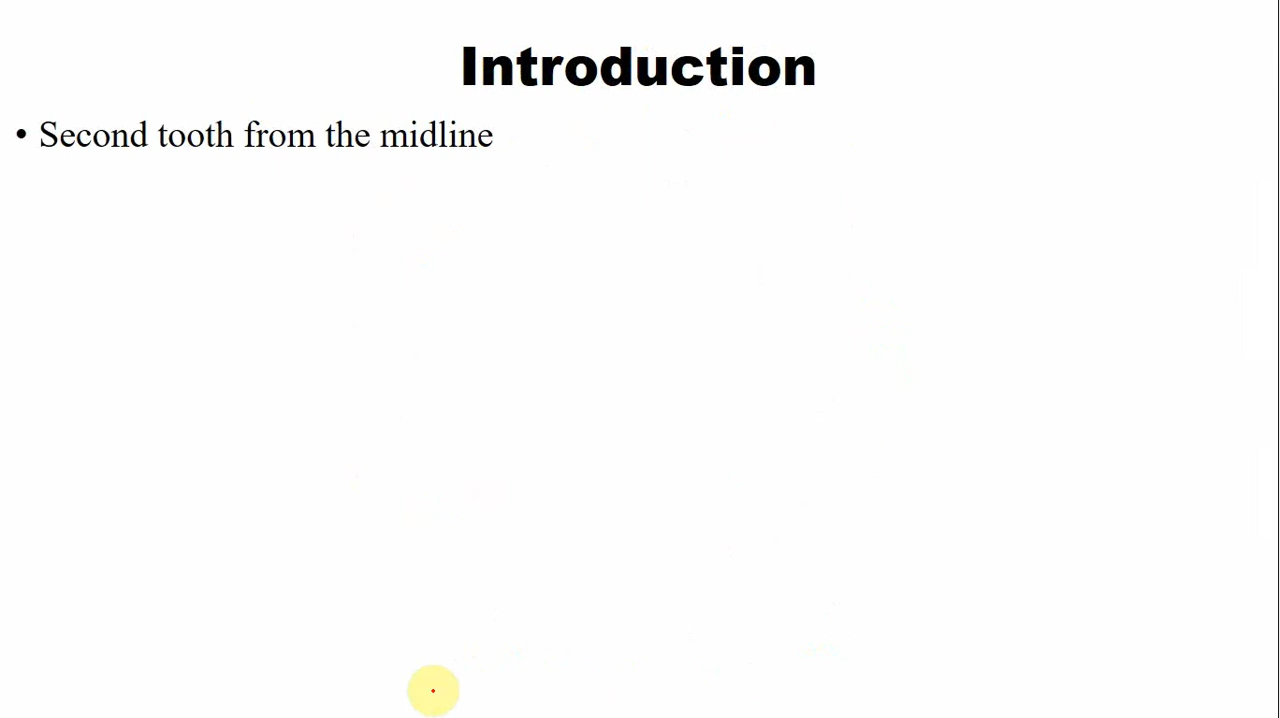 Introduction
• Second tooth from the midline